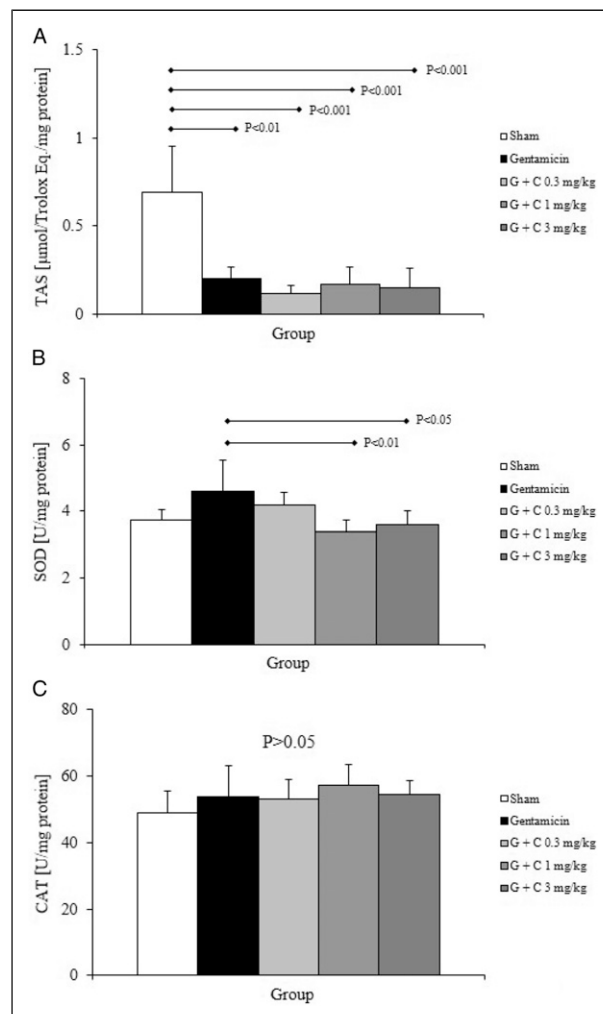 A
1.5
1
0.5
0
TAS [µmol/Trolox Eq./mg protein]
P<0.001
P<0.001
P<0.001
P<0.01
Group
Sham
Gentamicin
G + C 0.3 mg/kg
G + C 1 mg/kg
G + C 3 mg/kg
B
8
6
4
2
0
SOD [U/mg protein]
P<0.05
P<0.01
Group
Sham
Gentamicin
G + C 0.3 mg/kg
G + C 1 mg/kg
G + C 3 mg/kg
C
80
60
40
20
0
CAT [U/mg protein]
P>0.05
Group
Sham
Gentamicin
G + C 0.3 mg/kg
G + C 1 mg/kg
G + C 3 mg/kg